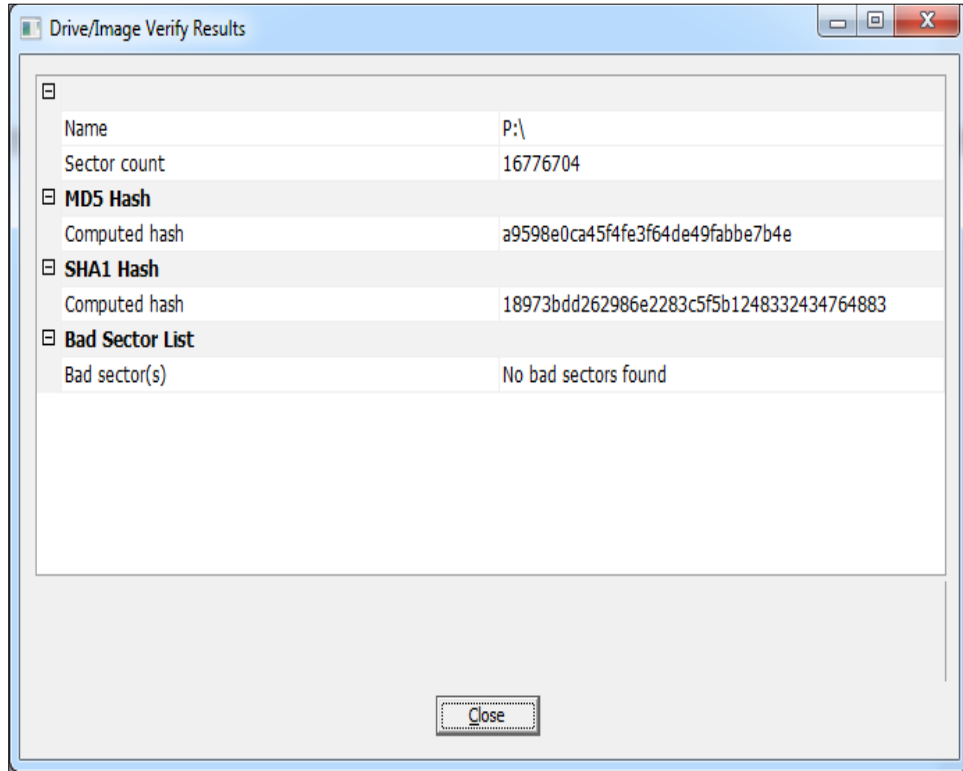 Drive/Image Verify Results
Name P:\
Sector count 16776704
MD5 Hash
Computed hash a9598e0ca45f4fe3f64de49fabbe7b4e
SHA1 Hash
Computed hash 18973bdd262986e2283c5f5b1248332434764883
Bad Sector List
Bad sector(s) No bad sectors found
Close